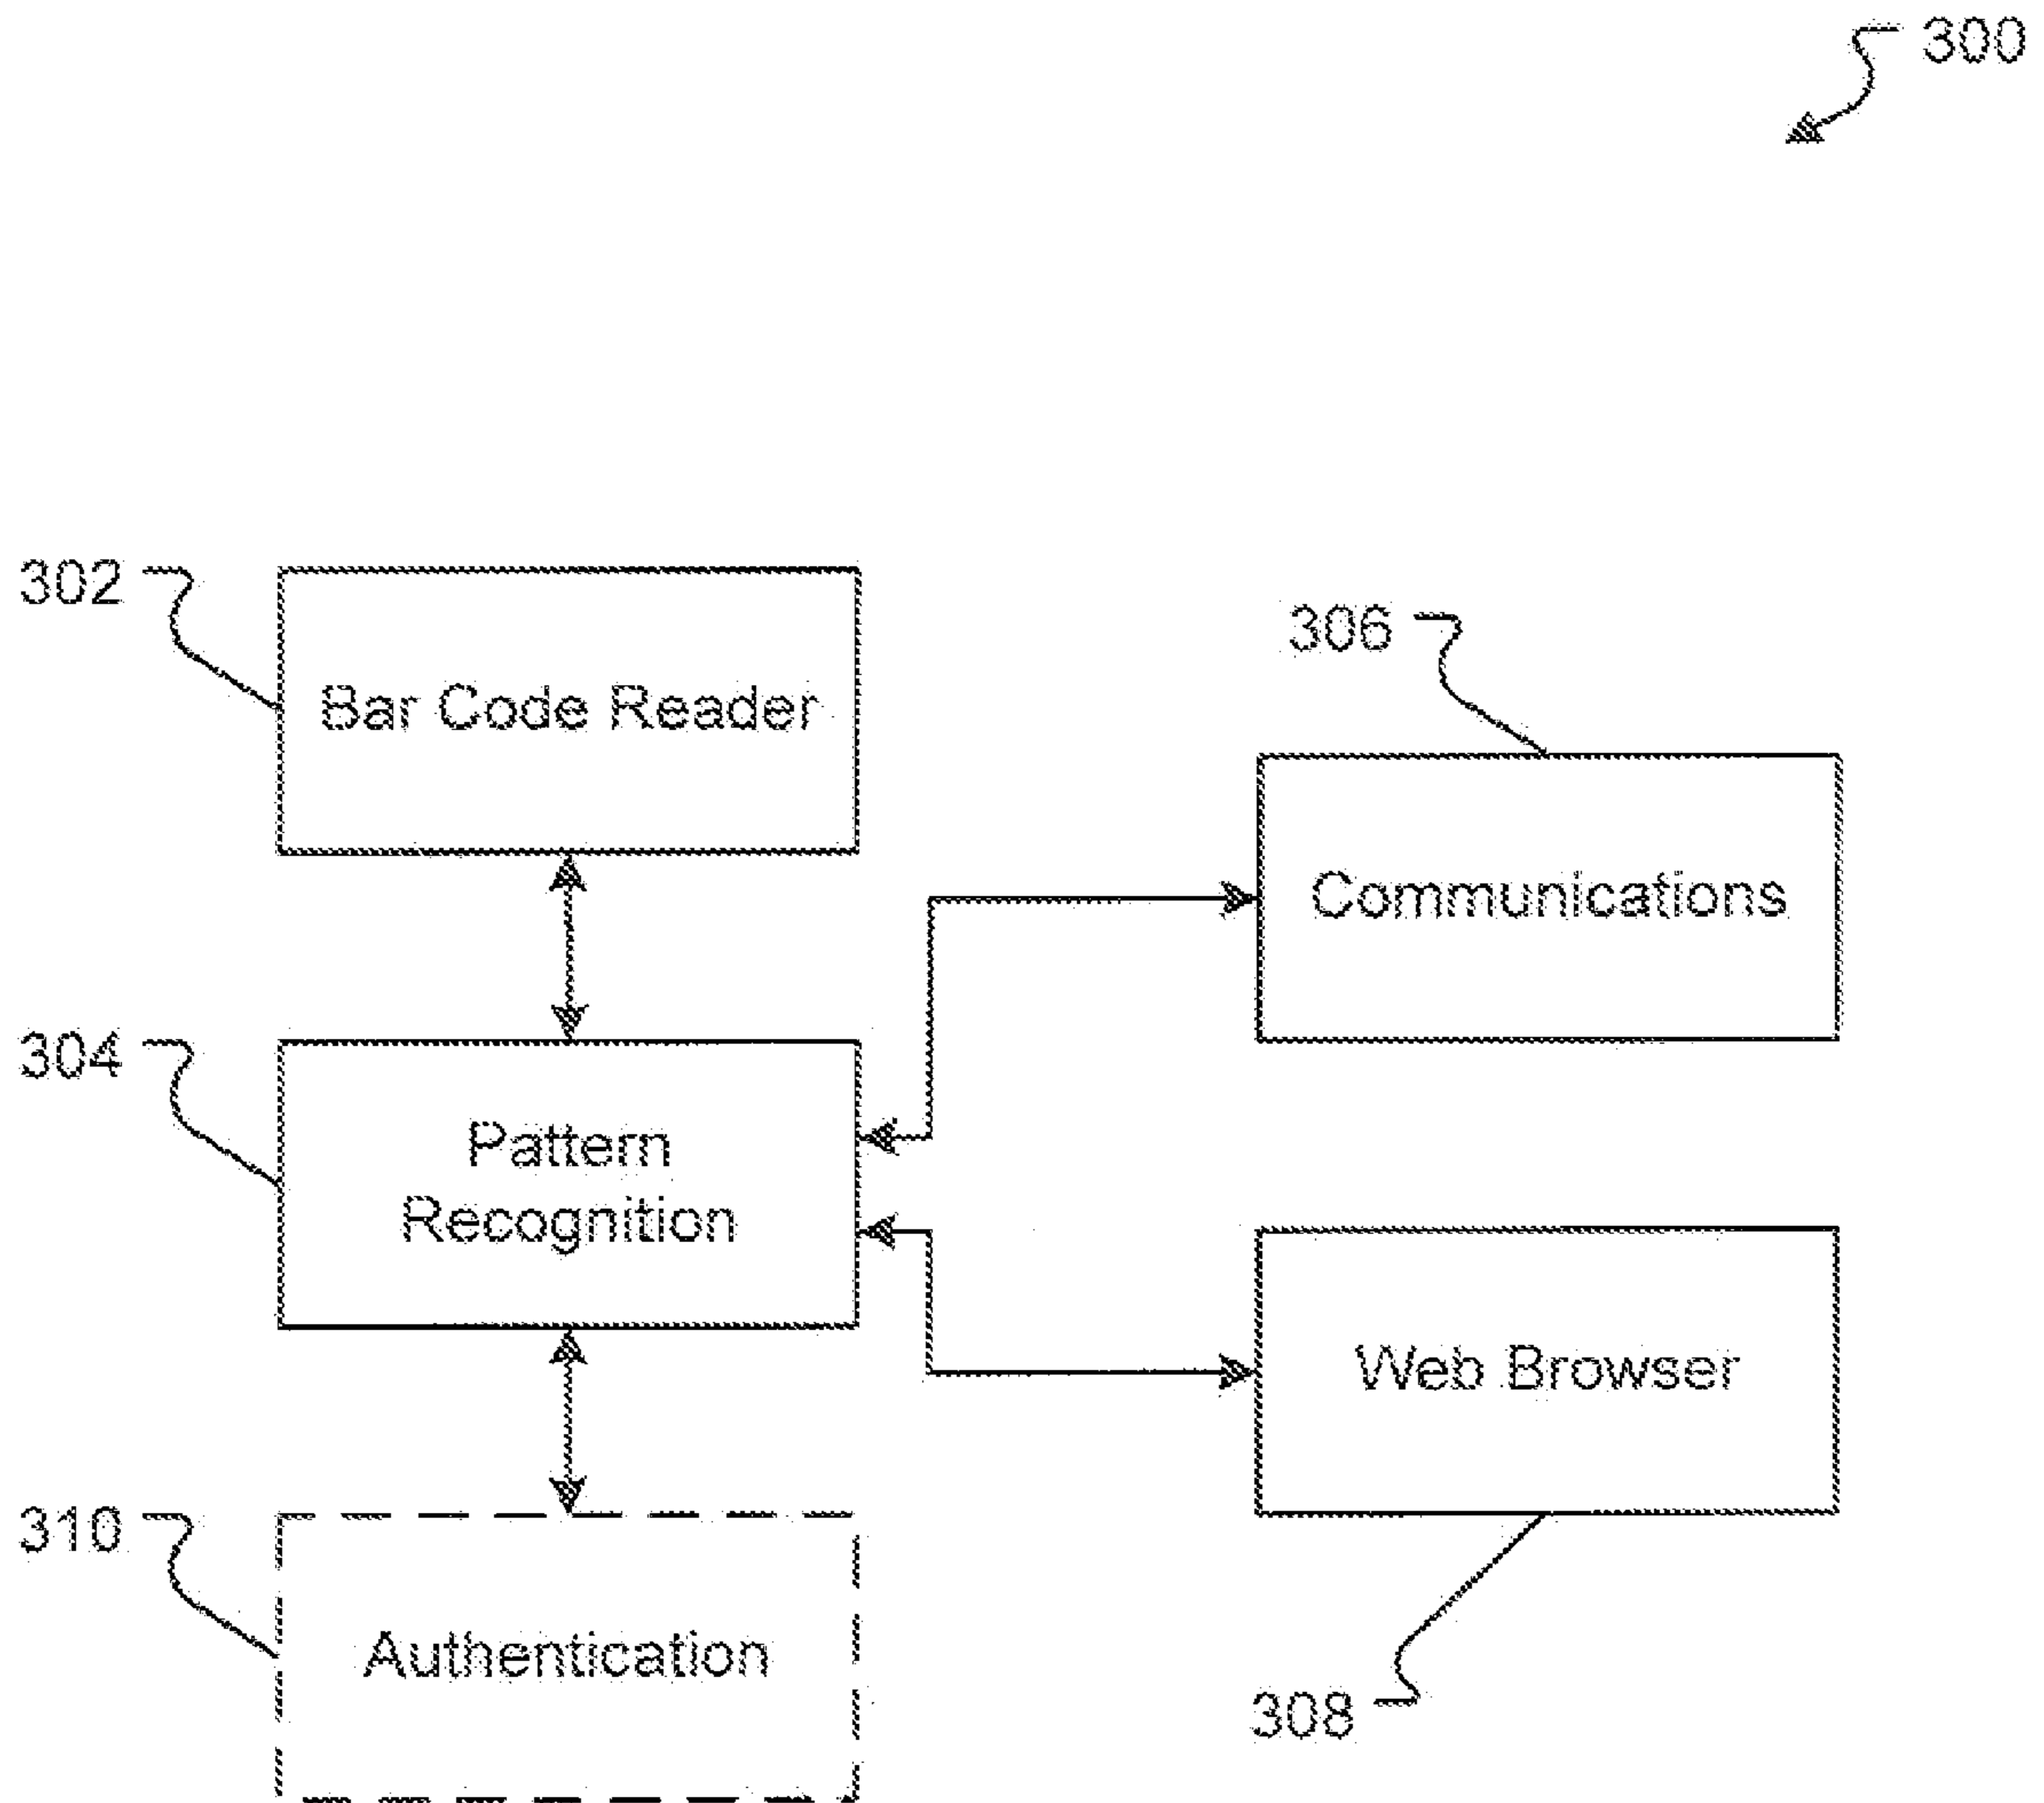 300
302
Bar Code Reader
306
Communications
304
Pattern
Recognition
Web Browser
310
Authentication
308